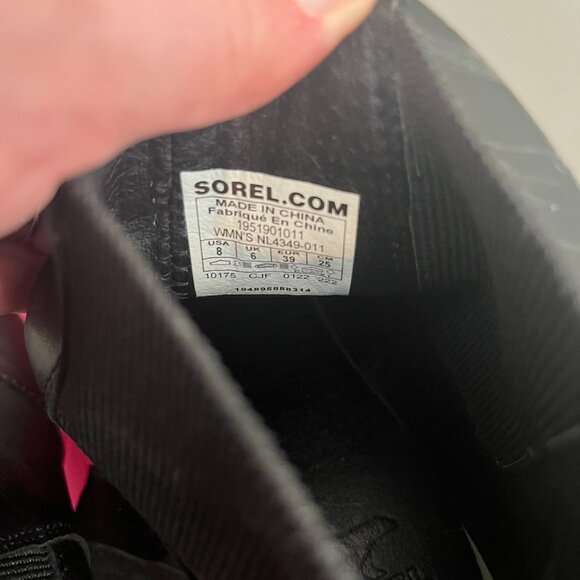 SOREL.COM
MADE IN CHINA
Fabriqué En Chine
1951901011
WMN'S NL4349-011
USA UK EUR CM
8 6 39 25
10175 CJF 0122 222
194895888314